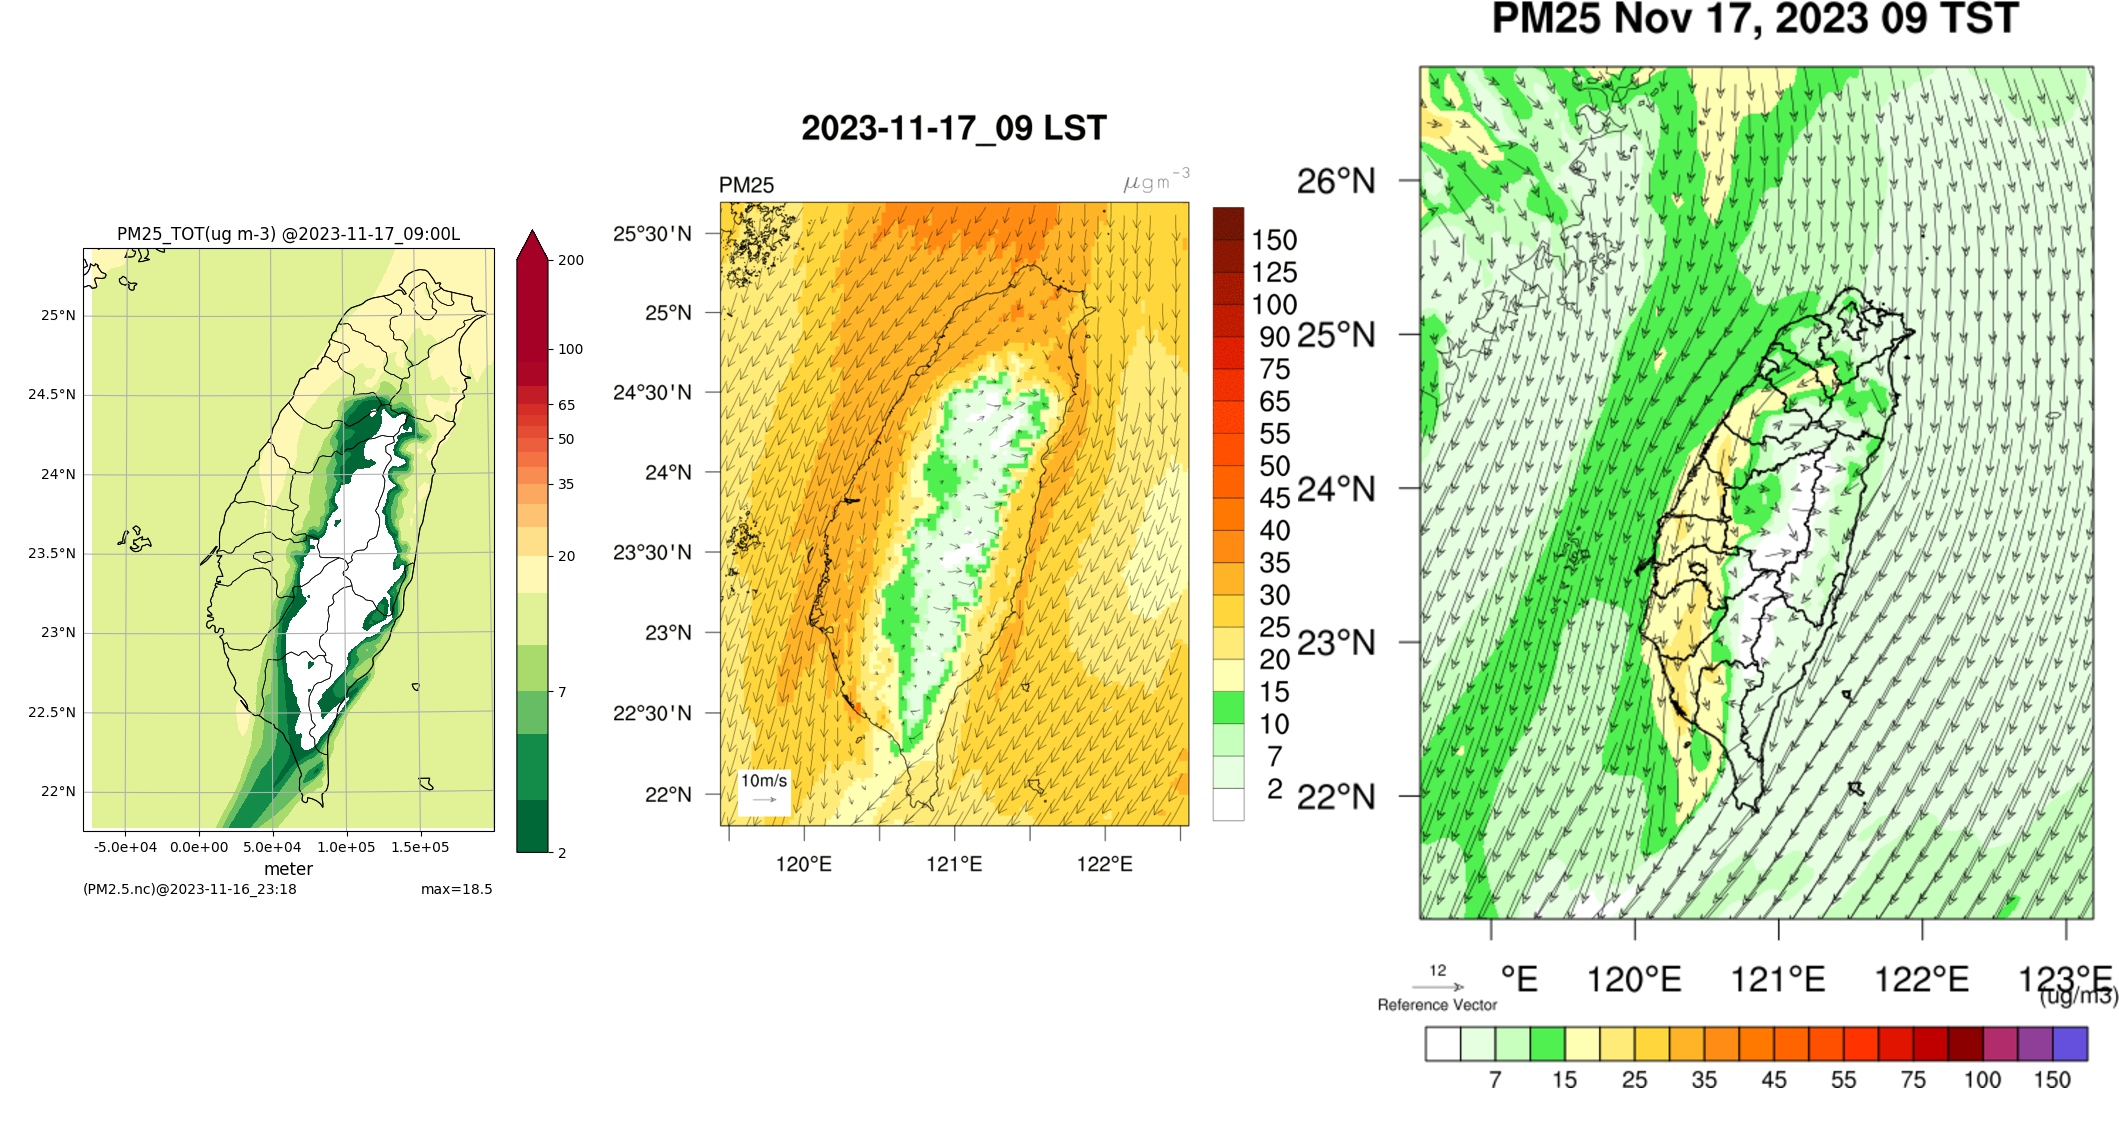 PM25_TOT(ug m-3) @2023-11-17_09:00L
25°N
24.5°N
24°N
23.5°N
23°N
22.5°N
22°N
-5.0e+04 0.0e+00 5.0e+04 1.0e+05 1.5e+05
meter
(PM2.5.nc)@2023-11-16_23:18 max=18.5
200
100
65
50
35
20
7
2
2023-11-17_09 LST
PM25 μgm⁻³
25°30'N
25°N
24°30'N
24°N
23°30'N
23°N
22°30'N
22°N
10m/s
120°E 121°E 122°E
150
125
100
90
75
65
55
50
45
40
35
30
25
20
15
10
7
2
PM25 Nov 17, 2023 09 TST
26°N
25°N
24°N
23°N
22°N
°E 120°E 121°E 122°E 123°E
12
Reference Vector
(ug/m3)
7 15 25 35 45 55 75 100 150